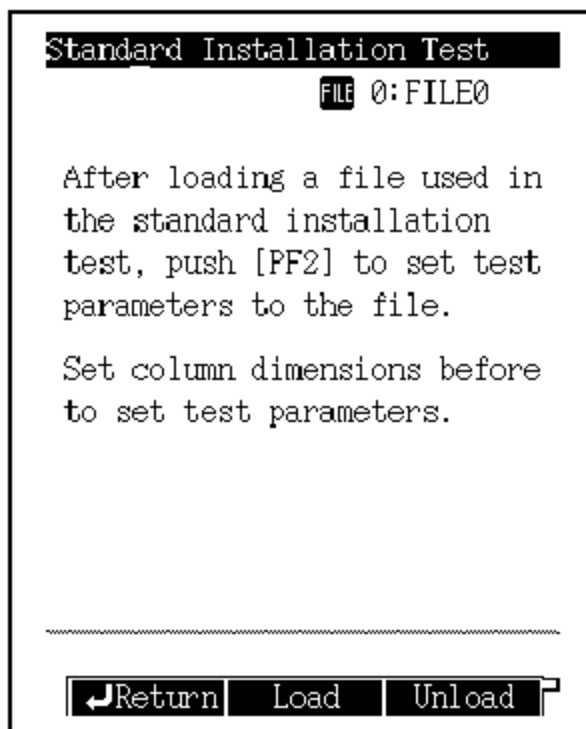 Standard Installation Test
FILE 0:FILE0
After loading a file used in
the standard installation
test, push [PF2] to set test
parameters to the file.
Set column dimensions before
to set test parameters.
↵Return Load Unload